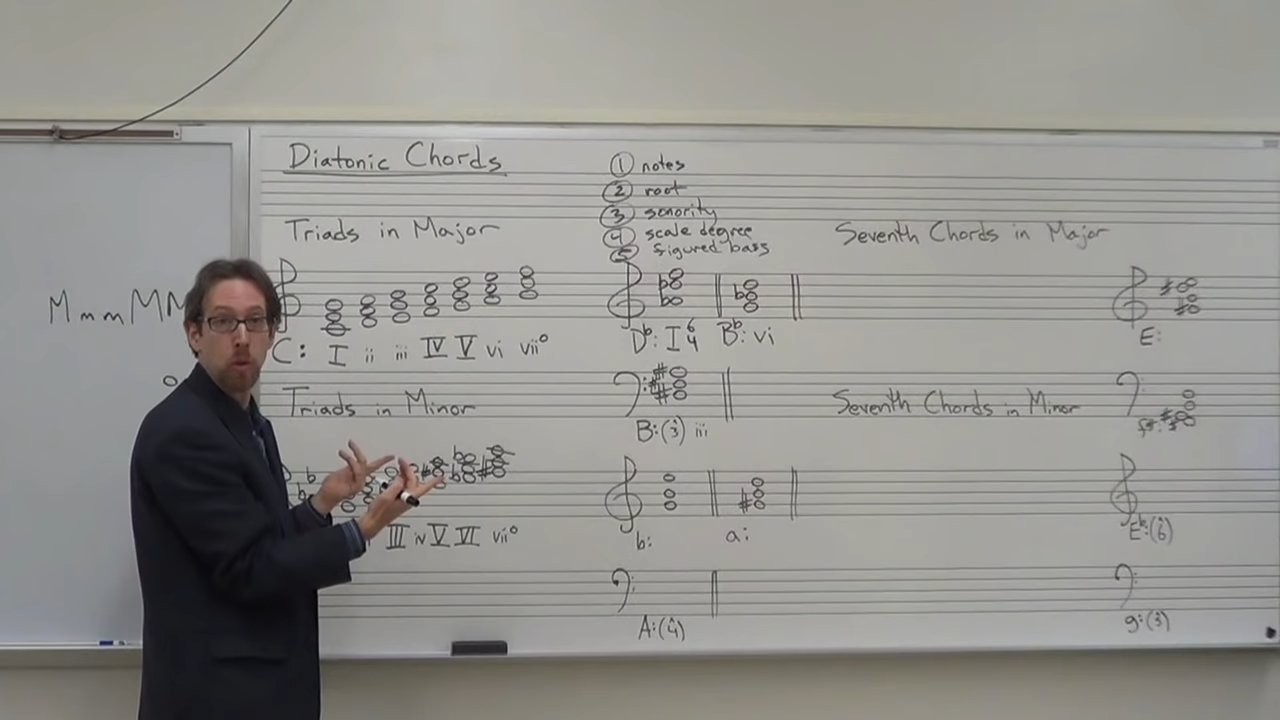 Diatonic Chords
① notes
② root
③ sonority
④ scale degree
⑤ figured bass
Triads in Major
Seventh Chords in Major
M m m M M
C: I ii iii IV V vi vii°
D♭: I 6 4
B♭: vi
E:
Triads in Minor
Seventh Chords in Minor
B: (3̂) iii
III iv V VI vii°
b:
a:
E♭: (6̂)
A: (4̂)
g: (3̂)